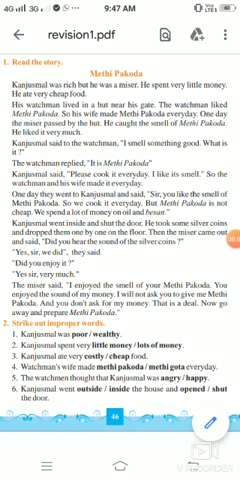 4G 3G 9:47 AM 61
revision1.pdf
1. Read the story.
Methi Pakoda
Kanjusmal was rich but he was a miser. He spent very little money.
He ate very cheap food.
His watchman lived in a hut near his gate. The watchman liked
Methi Pakoda. So his wife made Methi Pakoda everyday. One day
the miser passed by the hut. He caught the smell of Methi Pakoda.
He liked it very much.
Kanjusmal said to the watchman, "I smell something good. What is
it ?"
The watchman replied, "It is Methi Pakoda"
Kanjusmal said, "Please cook it everyday. I like its smell." So the
watchman and his wife made it everyday.
One day they went to Kanjusmal and said, "Sir, you like the smell of
Methi Pakoda. So we cook it everyday. But Methi Pakoda is not
cheap. We spend a lot of money on oil and besan."
Kanjusmal went inside and shut the door. He took some silver coins
and dropped them one by one on the floor. Then the miser came out
and said, "Did you hear the sound of the silver coins ?"
"Yes, sir, we did", they said.
"Did you enjoy it ?"
"Yes sir, very much."
The miser said, "I enjoyed the smell of your Methi Pakoda. You
enjoyed the sound of my money. I will not ask you to give me Methi
Pakoda. And you don't ask for my money. That is a deal. Now go
away and prepare Methi Pakoda."
2. Strike out improper words.
1. Kanjusmal was poor / wealthy.
2. Kanjusmal spent very little money / lots of money.
3. Kanjusmal ate very costly / cheap food.
4. Watchman's wife made methi pakoda / methi gota everyday.
5. The watchmen thought that Kanjusmal was angry / happy.
6. Kanjusmal went outside / inside the house and opened / shut
the door.
46